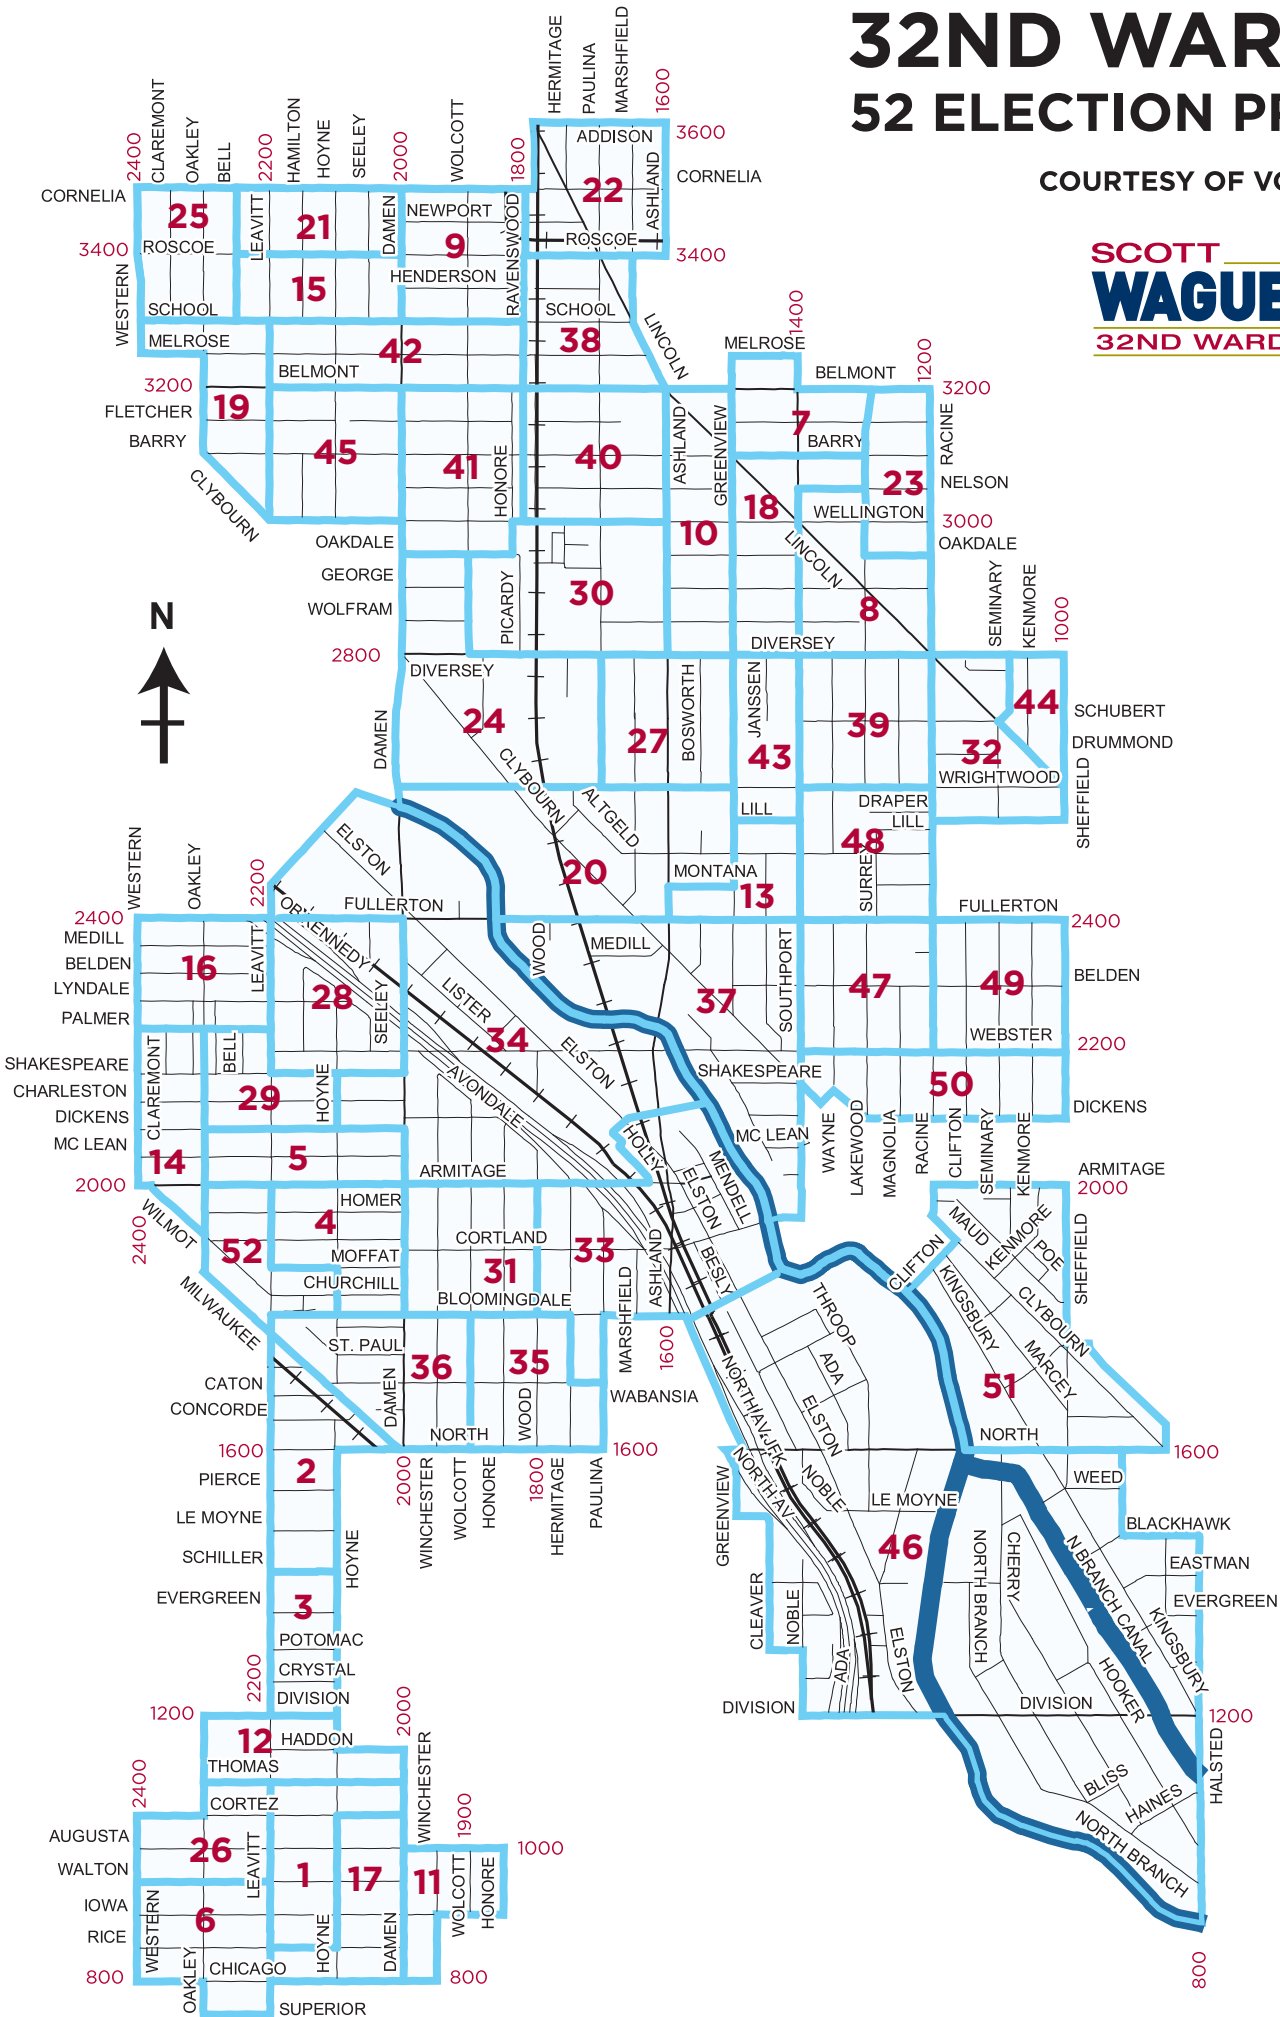 32ND WAR
52 ELECTION PR
COURTESY OF VO
SCOTT
WAGUE
32ND WARD
HERMITAGE
PAULINA
MARSHFIELD
1600
2400
CLAREMONT
OAKLEY
BELL
2200
HAMILTON
HOYNE
SEELEY
2000
WOLCOTT
1800
ADDISON
3600
CORNELIA
22
ASHLAND
CORNELIA
25
LEAVITT
21
DAMEN
NEWPORT
RAVENSWOOD
3400
ROSCOE
9
ROSCOE
3400
HENDERSON
WESTERN
15
1400
SCHOOL
SCHOOL
LINCOLN
MELROSE
42
38
MELROSE
1200
3200
BELMONT
BELMONT
3200
FLETCHER
19
ASHLAND
GREENVIEW
7
RACINE
BARRY
45
41
HONORE
40
BARRY
CLYBOURN
18
23
NELSON
WELLINGTON
3000
OAKDALE
10
LINCOLN
OAKDALE
GEORGE
PICARDY
30
SEMINARY
KENMORE
1000
N
WOLFRAM
8
2800
DIVERSEY
DIVERSEY
DAMEN
24
27
BOSWORTH
JANSSEN
43
39
44
SCHUBERT
32
DRUMMOND
CLYBOURN
WRIGHTWOOD
SHEFFIELD
ALTGELD
LILL
DRAPER
LILL
WESTERN
OAKLEY
2200
ELSTON
20
MONTANA
13
48
SURREY
2400
FULLERTON
FULLERTON
2400
MEDILL
OBX
KENNEDY
WOOD
MEDILL
BELDEN
16
LEAVITT
28
SEELEY
LISTER
37
SOUTHPORT
47
49
BELDEN
LYNDALE
PALMER
34
ELSTON
WEBSTER
2200
SHAKESPEARE
CLAREMONT
BELL
AVONDALE
SHAKESPEARE
CHARLESTON
29
HOYNE
50
DICKENS
DICKENS
MC LEAN
14
5
HOLLY
MC LEAN
WAYNE
LAKEWOOD
MAGNOLIA
RACINE
CLIFTON
SEMINARY
KENMORE
2000
ARMITAGE
ELSTON
MENDELL
ARMITAGE
2000
WILMOT
2400
HOMER
4
MAUD
KENMORE
POE
SHEFFIELD
52
MOFFAT
CORTLAND
33
ASHLAND
BESLY
CLIFTON
MILWAUKEE
CHURCHILL
31
BLOOMINGDALE
MARSHFIELD
1600
THROOP
KINGSBURY
CLYBOURN
ST. PAUL
36
35
ADA
MARCEY
CATON
DAMEN
WOOD
WABANSIA
NORTH/AV
JFK
ELSTON
51
CONCORDE
1600
NORTH
1600
NORTH
1600
PIERCE
2
2000
WINCHESTER
WOLCOTT
HONORE
1800
HERMITAGE
PAULINA
GREENVIEW
NORTH AV
NOBLE
WEED
LE MOYNE
LE MOYNE
BLACKHAWK
SCHILLER
HOYNE
46
NORTH BRANCH
CHERRY
N BRANCH CANAL
EASTMAN
EVERGREEN
3
CLEAVER
NOBLE
EVERGREEN
POTOMAC
ADA
ELSTON
KINGSBURY
2200
CRYSTAL
HOOKER
DIVISION
DIVISION
DIVISION
1200
12
HADDON
2000
1200
THOMAS
WINCHESTER
HALSTED
2400
CORTEZ
1900
BLISS
HAINES
AUGUSTA
26
LEAVITT
1000
NORTH BRANCH
WALTON
1
17
11
WOLCOTT
HONORE
IOWA
WESTERN
6
RICE
HOYNE
DAMEN
800
OAKLEY
CHICAGO
800
800
SUPERIOR